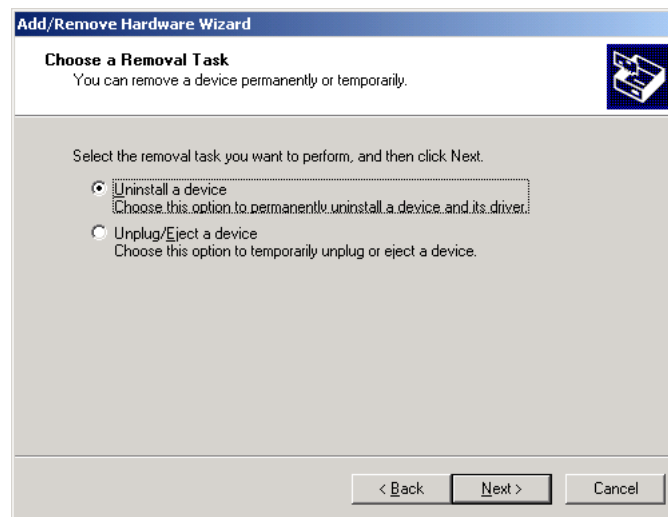 Add/Remove Hardware Wizard
Choose a Removal Task
You can remove a device permanently or temporarily.
Select the removal task you want to perform, and then click Next.
Uninstall a device
Choose this option to permanently uninstall a device and its driver.
Unplug/Eject a device
Choose this option to temporarily unplug or eject a device.
< Back
Next >
Cancel